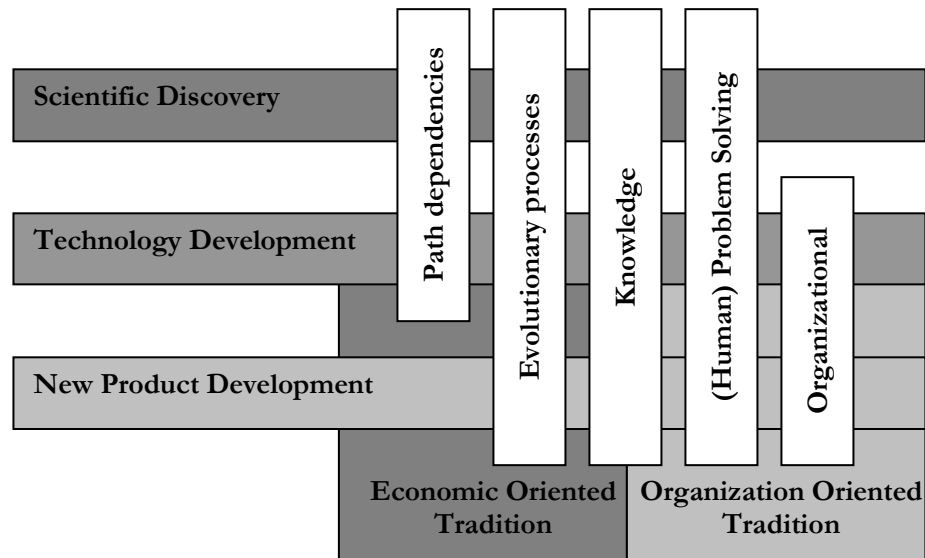 Scientific Discovery
Technology Development
New Product Development
Path dependencies
Evolutionary processes
Knowledge
(Human) Problem Solving
Organizational
Economic Oriented
Tradition
Organization Oriented
Tradition